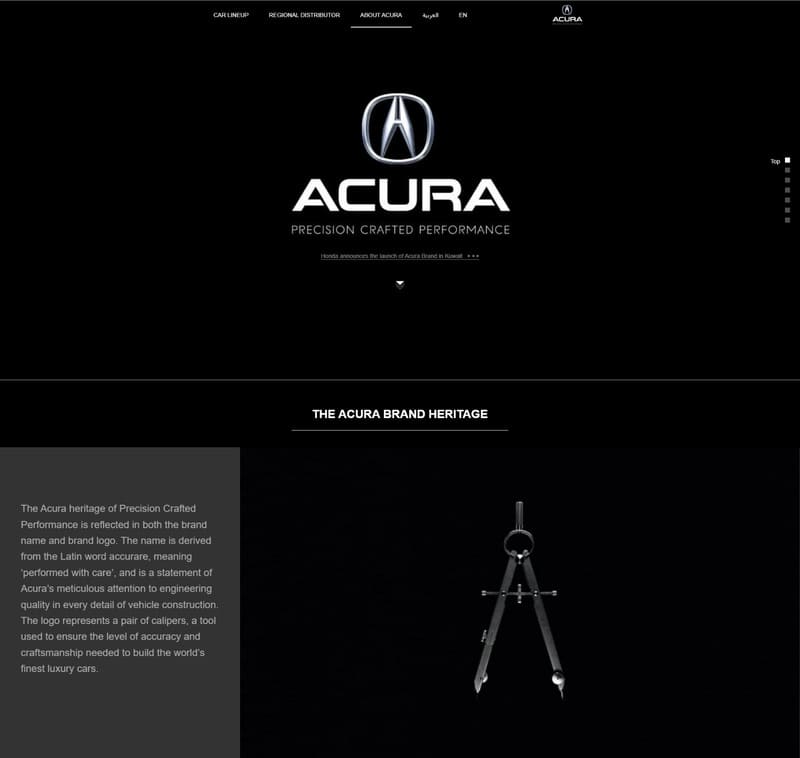 CAR LINEUP
REGIONAL DISTRIBUTOR
ABOUT ACURA
العربية
EN
ACURA
ACURA
PRECISION CRAFTED PERFORMANCE
Honda announces the launch of Acura Brand in Kuwait
Top
THE ACURA BRAND HERITAGE
The Acura heritage of Precision Crafted
Performance is reflected in both the brand
name and brand logo. The name is derived
from the Latin word accurare, meaning
‘performed with care’, and is a statement of
Acura's meticulous attention to engineering
quality in every detail of vehicle construction.
The logo represents a pair of calipers, a tool
used to ensure the level of accuracy and
craftsmanship needed to build the world's
finest luxury cars.